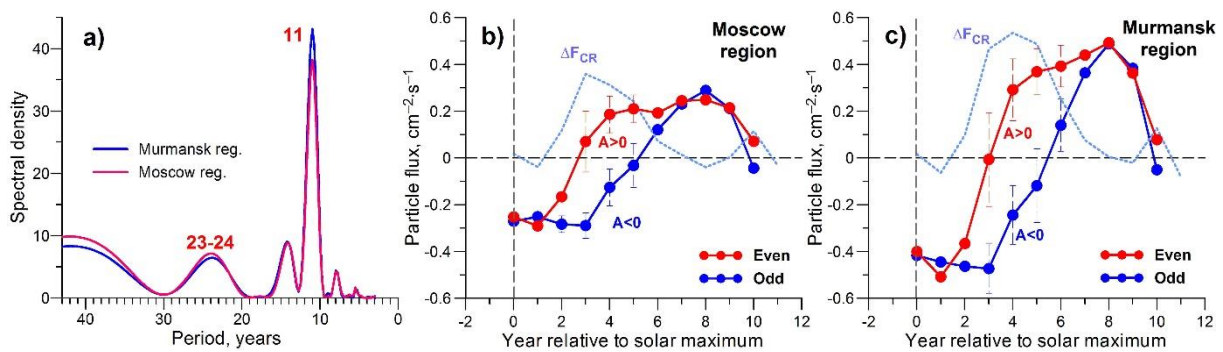 a)
Spectral density
40
30
20
10
0
11
Murmansk reg.
Moscow reg.
23-24
40 30 20 10 0
Period, years
b)
Moscow
region
Particle flux, cm⁻²·s⁻¹
0.6
0.4
0.2
0
-0.2
-0.4
-0.6
ΔF_CR
A>0
A<0
Even
Odd
-2 0 2 4 6 8 10 12
Year relative to solar maximum
c)
Murmansk
region
Particle flux, cm⁻²·s⁻¹
0.6
0.4
0.2
0
-0.2
-0.4
-0.6
ΔF_CR
A>0
A<0
Even
Odd
-2 0 2 4 6 8 10 12
Year relative to solar maximum